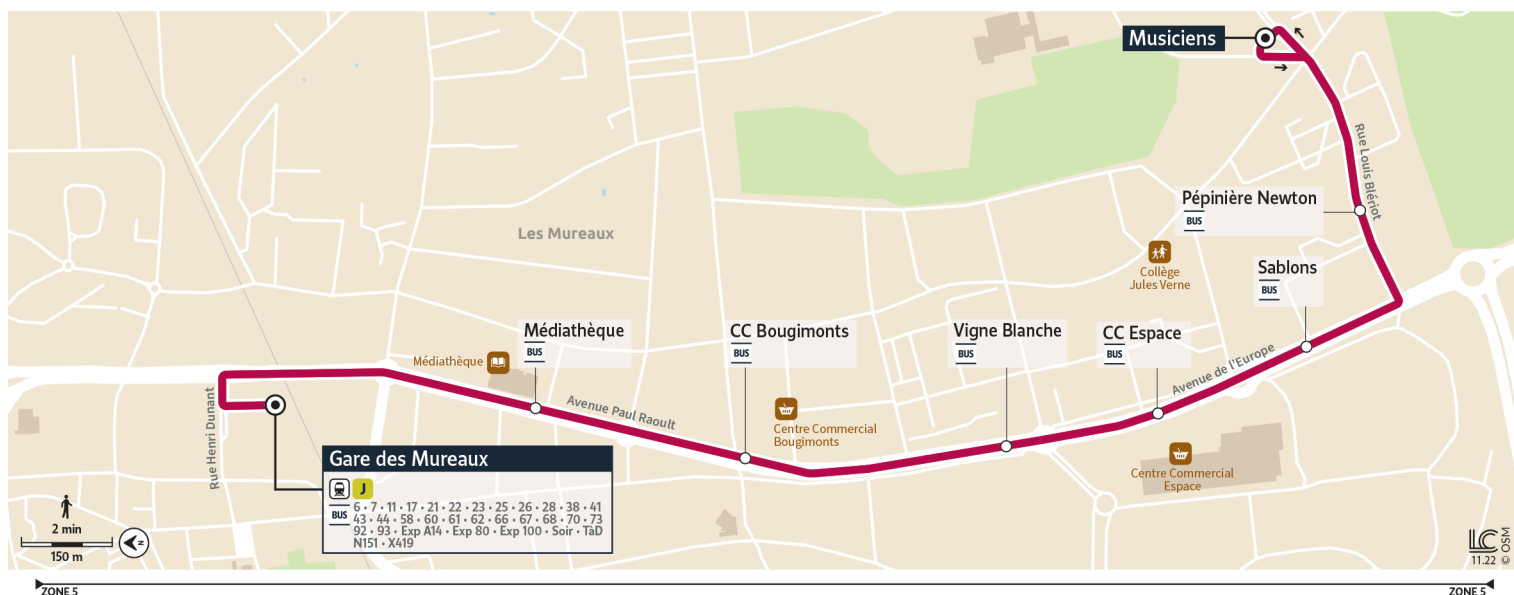 Musiciens
Rue Louis Blériot
Pépinière Newton
BUS
Les Mureaux
Collège
Jules Verne
Sablons
BUS
Médiathèque
BUS
CC Bougimonts
BUS
Vigne Blanche
BUS
CC Espace
BUS
Médiathèque
Avenue de l'Europe
Rue Henri Dunant
Avenue Paul Raoult
Centre Commercial
Bougimonts
Centre Commercial
Espace
Gare des Mureaux
J
BUS
6 • 7 • 11 • 17 • 21 • 22 • 23 • 25 • 26 • 28 • 38 • 41
43 • 44 • 58 • 60 • 61 • 62 • 66 • 67 • 68 • 70 • 73
92 • 93 • Exp A14 • Exp 80 • Exp 100 • Soir • TàD
N151 • X419
2 min
150 m
N
LC
11.22 © OSM
ZONE 5
ZONE 5